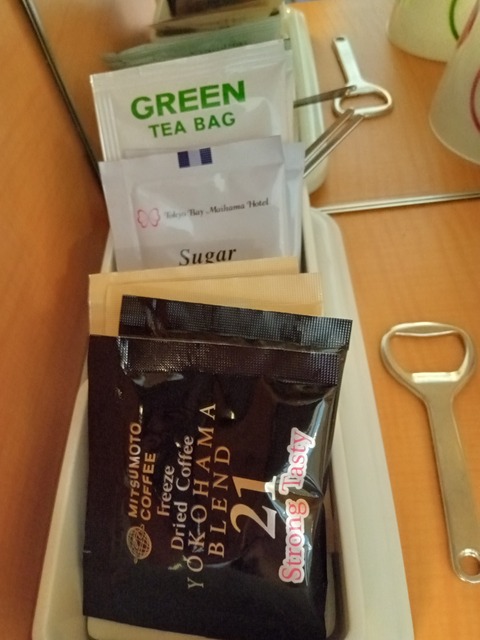 GREEN
TEA BAG
Tokyo Bay Maihama Hotel
Sugar
MITSUMOTO
COFFEE
Freeze
Dried Coffee
YOKOHAMA
BLEND
21
Strong Tasty